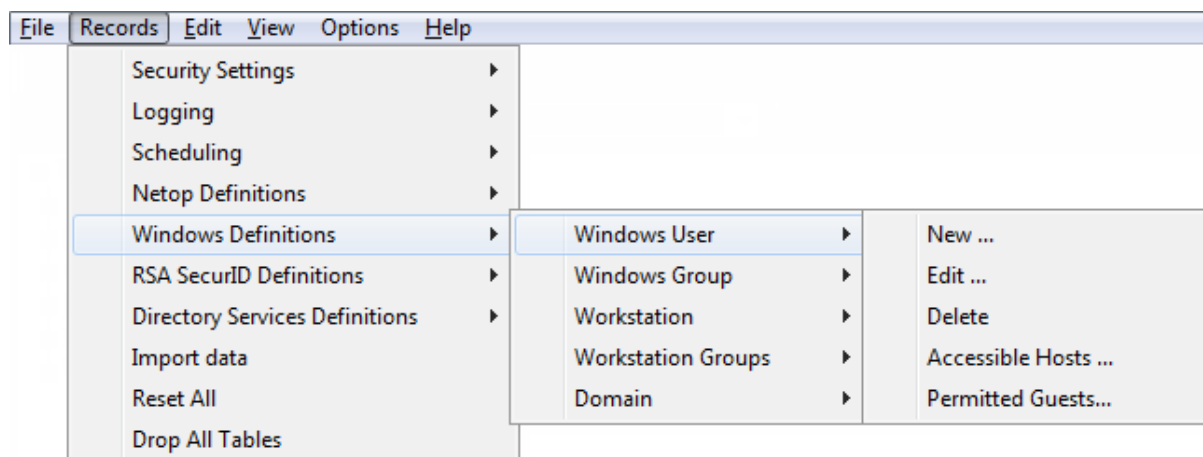 File Records Edit View Options Help
Security Settings
Logging
Scheduling
Netop Definitions
Windows Definitions
RSA SecurID Definitions
Directory Services Definitions
Import data
Reset All
Drop All Tables
Windows User
Windows Group
Workstation
Workstation Groups
Domain
New ...
Edit ...
Delete
Accessible Hosts ...
Permitted Guests...